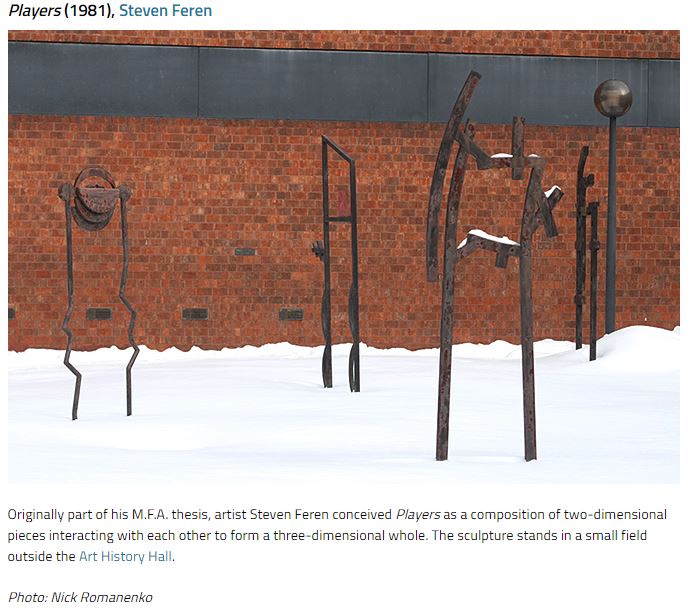 Players (1981), Steven Feren
Originally part of his M.F.A. thesis, artist Steven Feren conceived Players as a composition of two-dimensional
pieces interacting with each other to form a three-dimensional whole. The sculpture stands in a small field
outside the Art History Hall.
Photo: Nick Romanenko